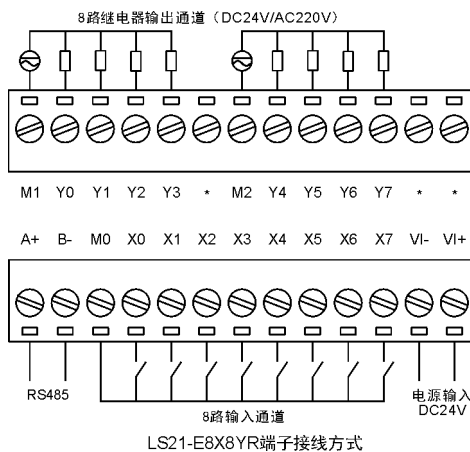 8路继电器输出通道（DC24V/AC220V）
M1 Y0 Y1 Y2 Y3 * M2 Y4 Y5 Y6 Y7 * *
A+ B- M0 X0 X1 X2 X3 X4 X5 X6 X7 VI- VI+
RS485
电源输入
DC24V
8路输入通道
LS21-E8X8YR端子接线方式